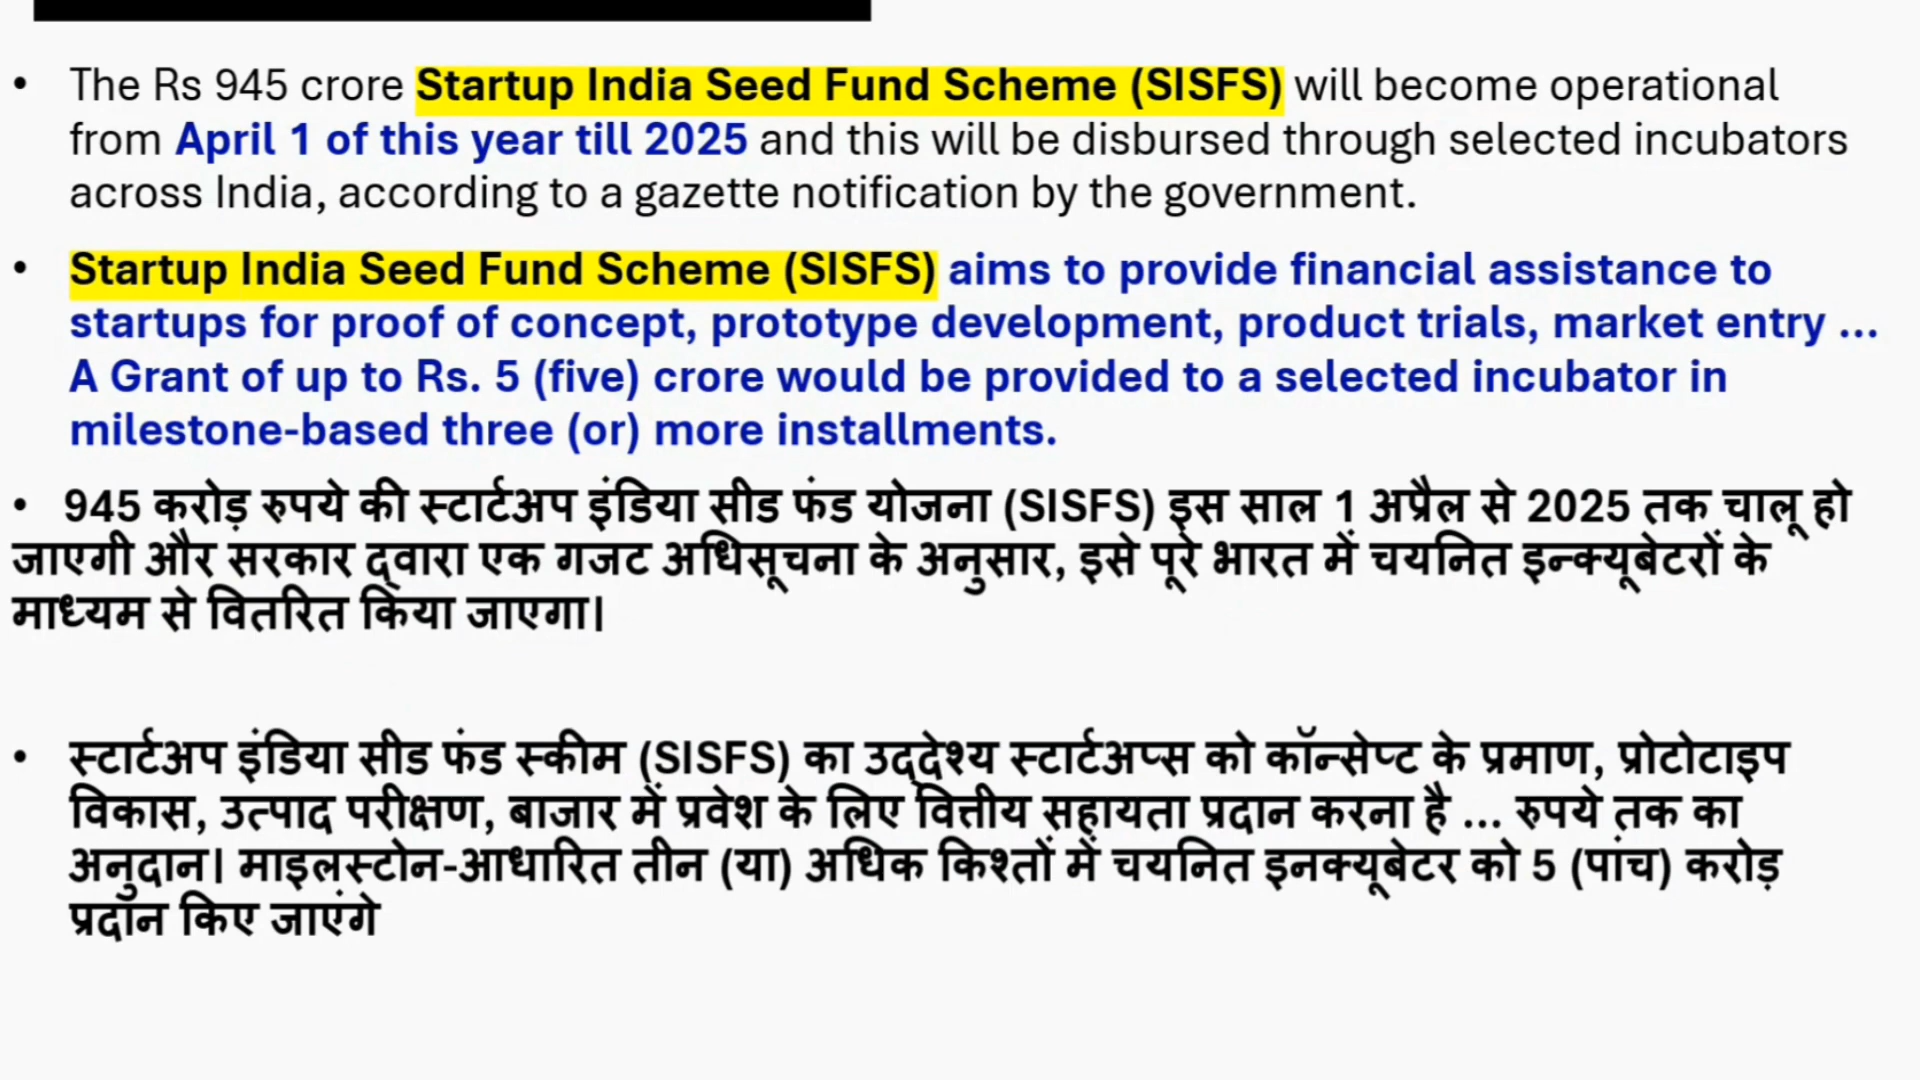 • The Rs 945 crore Startup India Seed Fund Scheme (SISFS) will become operational
from April 1 of this year till 2025 and this will be disbursed through selected incubators
across India, according to a gazette notification by the government.
• Startup India Seed Fund Scheme (SISFS) aims to provide financial assistance to
startups for proof of concept, prototype development, product trials, market entry ...
A Grant of up to Rs. 5 (five) crore would be provided to a selected incubator in
milestone-based three (or) more installments.
• 945 करोड़ रुपये की स्टार्टअप इंडिया सीड फंड योजना (SISFS) इस साल 1 अप्रैल से 2025 तक चालू हो
जाएगी और सरकार द्वारा एक गजट अधिसूचना के अनुसार, इसे पूरे भारत में चयनित इन्क्यूबेटरों के
माध्यम से वितरित किया जाएगा।
• स्टार्टअप इंडिया सीड फंड स्कीम (SISFS) का उद्देश्य स्टार्टअप्स को कॉन्सेप्ट के प्रमाण, प्रोटोटाइप
विकास, उत्पाद परीक्षण, बाजार में प्रवेश के लिए वित्तीय सहायता प्रदान करना है ... रुपये तक का
अनुदान। माइलस्टोन-आधारित तीन (या) अधिक किश्तों में चयनित इनक्यूबेटर को 5 (पांच) करोड़
प्रदान किए जाएंगे